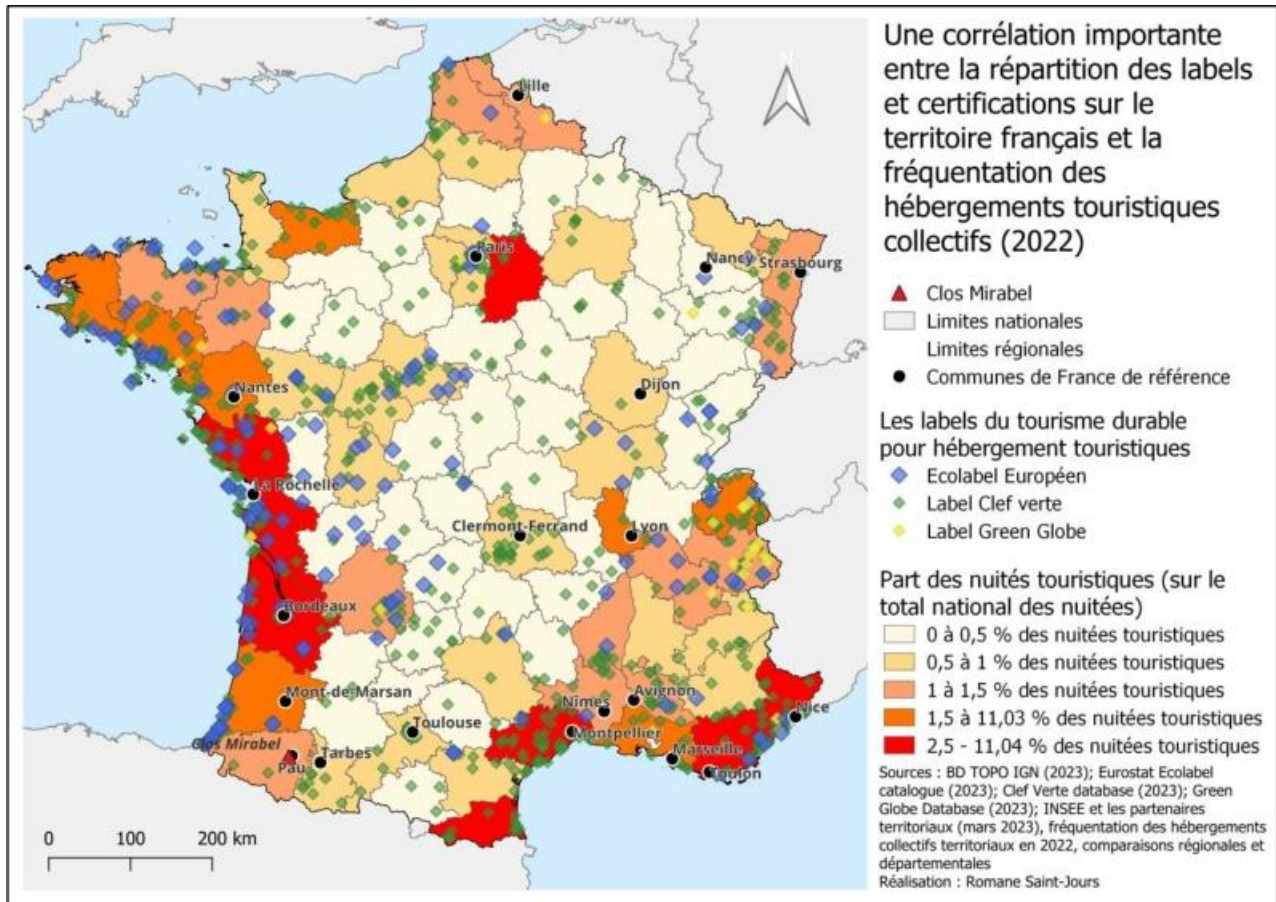 Une corrélation importante
entre la répartition des labels
et certifications sur le
territoire français et la
fréquentation des
hébergements touristiques
collectifs (2022)
Clos Mirabel
Limites nationales
Limites régionales
Communes de France de référence
Les labels du tourisme durable
pour hébergement touristiques
Ecolabel Européen
Label Clef verte
Label Green Globe
Part des nuités touristiques (sur le
total national des nuitées)
0 à 0,5 % des nuitées touristiques
0,5 à 1 % des nuitées touristiques
1 à 1,5 % des nuitées touristiques
1,5 à 11,03 % des nuitées touristiques
2,5 - 11,04 % des nuitées touristiques
Sources : BD TOPO IGN (2023); Eurostat Ecolabel
catalogue (2023); Clef Verte database (2023); Green
Globe Database (2023); INSEE et les partenaires
territoriaux (mars 2023), fréquentation des hébergements
collectifs territoriaux en 2022, comparaisons régionales et
départementales
Réalisation : Romane Saint-Jours
N
Lille
Paris
Nancy
Strasbourg
Nantes
Dijon
La Rochelle
Clermont-Ferrand
Lyon
Bordeaux
Mont-de-Marsan
Avignon
Nîmes
Nice
Toulouse
Montpellier
Clos Mirabel
Tarbes
Pau
Marseille
Toulon
0 100 200 km